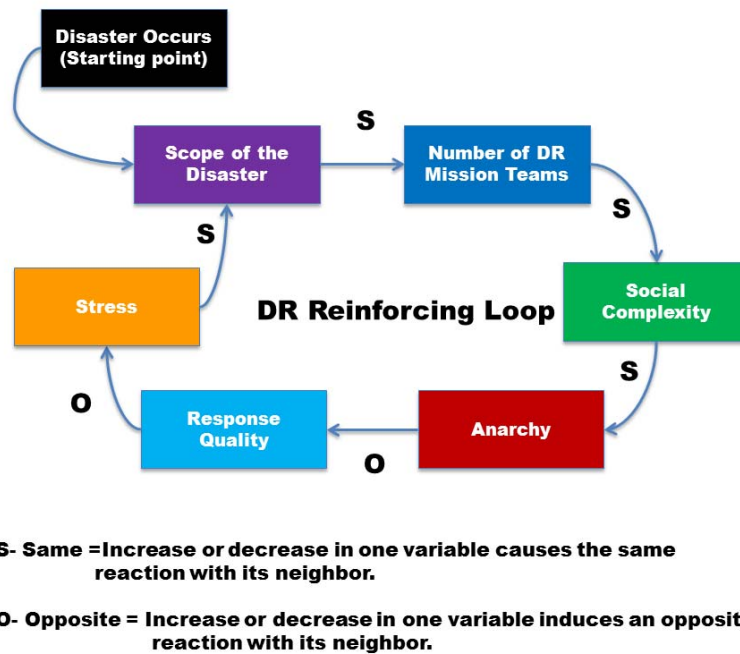 Disaster Occurs
(Starting point)
S
Scope of the
Disaster
Number of DR
Mission Teams
S
S
Stress
DR Reinforcing Loop
Social
Complexity
S
O
Response
Quality
Anarchy
O
S- Same =Increase or decrease in one variable causes the same
reaction with its neighbor.
O- Opposite = Increase or decrease in one variable induces an opposit
reaction with its neighbor.